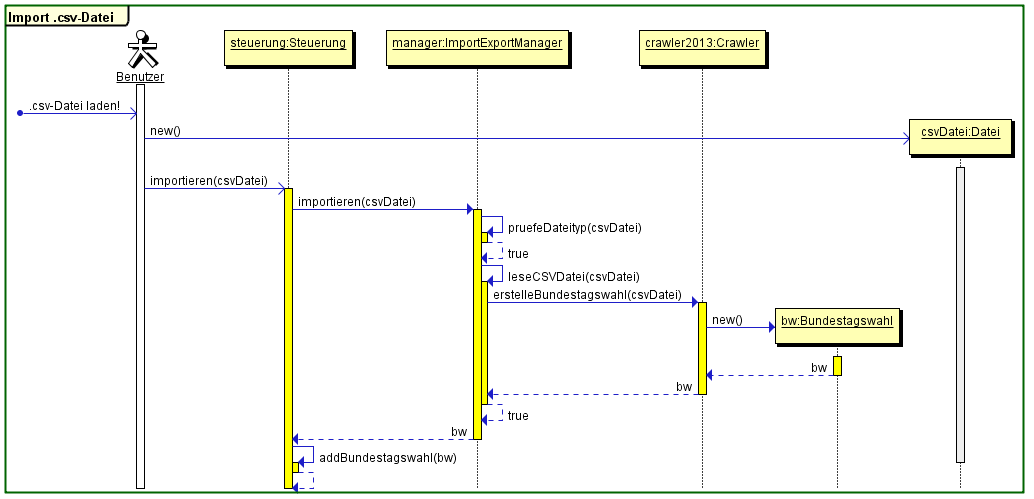 Import .csv-Datei
steuerung:Steuerung
manager:ImportExportManager
crawler2013:Crawler
Benutzer
.csv-Datei laden!
new()
csvDatei:Datei
importieren(csvDatei)
importieren(csvDatei)
pruefeDateityp(csvDatei)
true
leseCSVDatei(csvDatei)
erstelleBundestagswahl(csvDatei)
new()
bw:Bundestagswahl
bw
bw
true
bw
addBundestagswahl(bw)